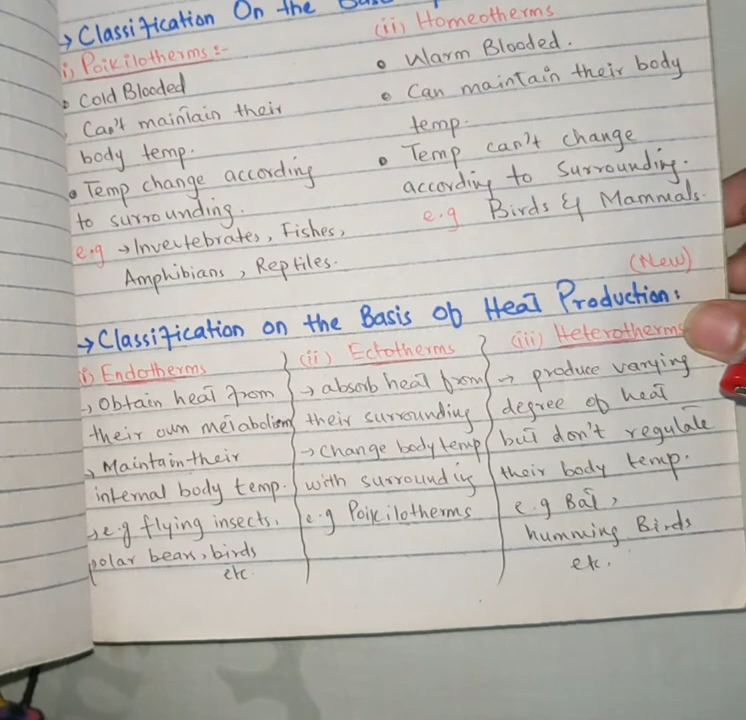 → Classification On the
i) Poikilotherms :-
• Cold Blooded
• Can't maintain their
body temp.
• Temp change according
to surrounding.
e.g → Invertebrates, Fishes,
Amphibians, Reptiles.
(ii) Homeotherms
• Warm Blooded.
• Can maintain their body
temp.
• Temp can't change
according to surrounding.
e.g Birds & Mammals.
(New)
→ Classification on the Basis of Heat Production:
i) Endotherms
→ Obtain heat from
their own metabolism
→ Maintain their
internal body temp.
→ e.g flying insects,
polar bears, birds
etc.
(ii) Ectotherms
→ absorb heat from
their surrounding
→ change body temp
with surrounding
e.g Poikilotherms
(iii) Heterotherms
→ produce varying
degree of heat
but don't regulate
their body temp.
e.g Bat,
humming Birds
etc.